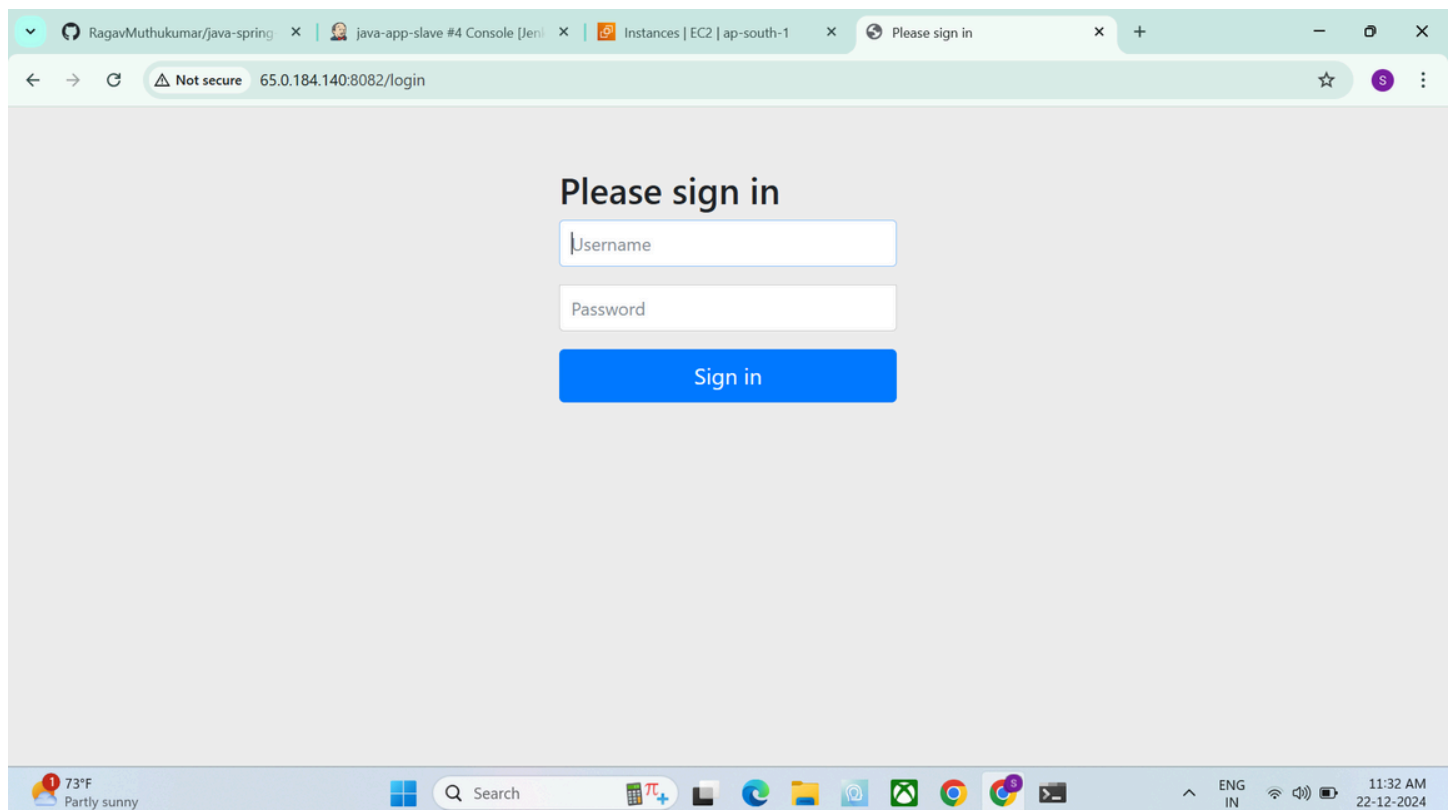 RagavMuthukumar/java-spring
java-app-slave #4 Console [Jen
Instances | EC2 | ap-south-1
Please sign in
Not secure 65.0.184.140:8082/login
S
Please sign in
Username
Password
Sign in
1
73°F
Partly sunny
Search
S
ENG
IN
11:32 AM
22-12-2024